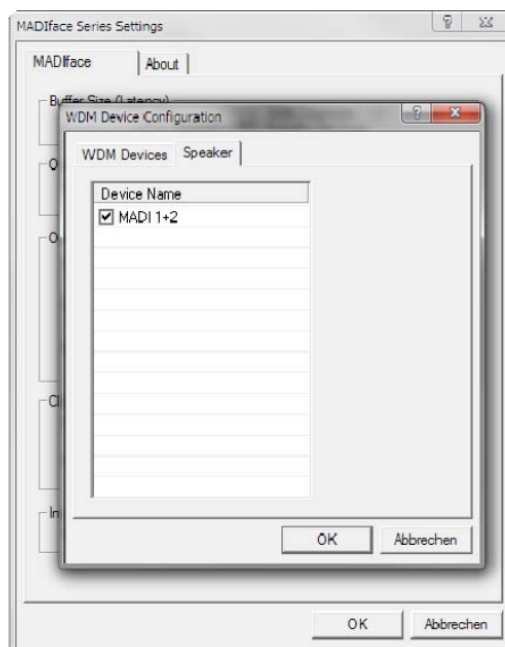 MADIface Series Settings
MADIface
About
Buffer Size (Latency)
WDM Device Configuration
WDM Devices
Speaker
Device Name
MADI 1+2
OK
Abbrechen
OK
Abbrechen